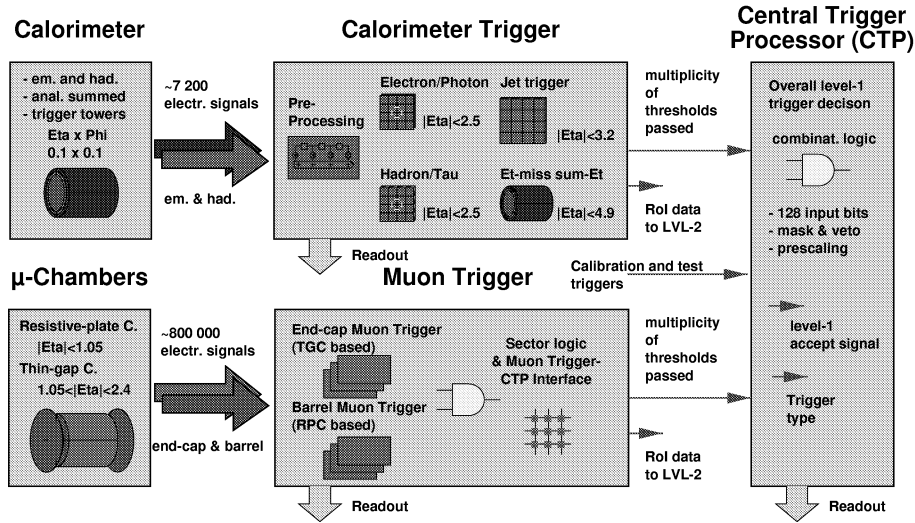 Calorimeter
- em. and had.
- anal. summed
- trigger towers
Eta x Phi
0.1 x 0.1
~7 200
electr. signals
em. & had.
Calorimeter Trigger
Pre-
Processing
Electron/Photon
|Eta|<2.5
Jet trigger
|Eta|<3.2
Hadron/Tau
|Eta|<2.5
Et-miss sum-Et
|Eta|<4.9
Readout
multiplicity
of
thresholds
passed
RoI data
to LVL-2
Calibration and test
triggers
Central Trigger
Processor (CTP)
Overall level-1
trigger decison
combinat. logic
- 128 input bits
- mask & veto
- prescaling
level-1
accept signal
Trigger
type
Readout
µ-Chambers
Resistive-plate C.
|Eta|<1.05
Thin-gap C.
1.05<|Eta|<2.4
~800 000
electr. signals
end-cap & barrel
Muon Trigger
End-cap Muon Trigger
(TGC based)
Barrel Muon Trigger
(RPC based)
Sector logic
& Muon Trigger-
CTP Interface
Readout
multiplicity
of
thresholds
passed
RoI data
to LVL-2